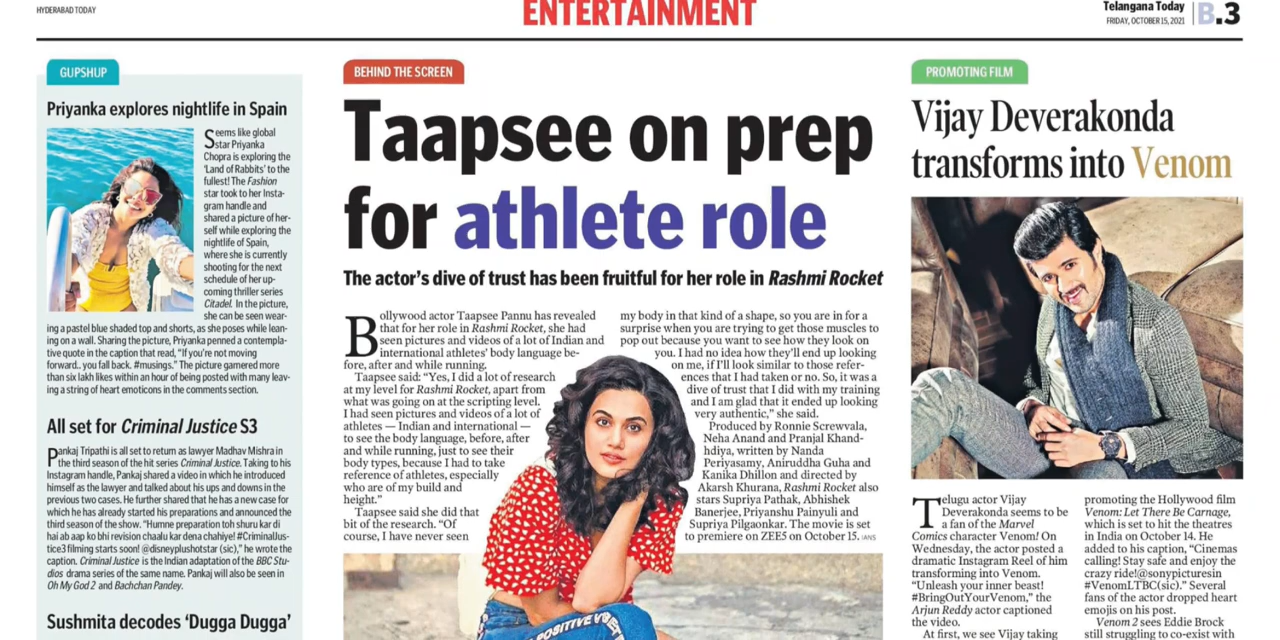 HYDERABAD TODAY
ENTERTAINMENT
Telangana Today
FRIDAY, OCTOBER 15, 2021
B.3
GUPSHUP
Priyanka explores nightlife in Spain
Seems like global
star Priyanka
Chopra is exploring the
'Land of Rabbits' to the
fullest! The Fashion
star took to her Insta-
gram handle and
shared a picture of her-
self while exploring the
nightlife of Spain,
where she is currently
shooting for the next
schedule of her up-
coming thriller series
Citadel. In the picture,
she can be seen wear-
ing a pastel blue shaded top and shorts, as she poses while lean-
ing on a wall. Sharing the picture, Priyanka penned a contempla-
tive quote in the caption that read, "If you're not moving
forward.. you fall back. #musings." The picture garnered more
than six lakh likes within an hour of being posted with many leav-
ing a string of heart emoticons in the comments section.
All set for Criminal Justice S3
Pankaj Tripathi is all set to return as lawyer Madhav Mishra in
the third season of the hit series Criminal Justice. Taking to his
Instagram handle, Pankaj shared a video in which he introduced
himself as the lawyer and talked about his ups and downs in the
previous two cases. He further shared that he has a new case for
which he has already started his preparations and announced the
third season of the show. "Humne preparation toh shuru kar di
hai ab aap ko bhi revision chaalu kar dena chahiye! #CriminalJus-
tice3 filming starts soon! @disneyplushotstar (sic)," he wrote the
caption. Criminal Justice is the Indian adaptation of the BBC Stu-
dios drama series of the same name. Pankaj will also be seen in
Oh My God 2 and Bachchan Pandey.
Sushmita decodes 'Dugga Dugga'
BEHIND THE SCREEN
Taapsee on prep
for athlete role
The actor's dive of trust has been fruitful for her role in Rashmi Rocket
Bollywood actor Taapsee Pannu has revealed
that for her role in Rashmi Rocket, she had
seen pictures and videos of a lot of Indian and
international athletes' body language be-
fore, after and while running.
Taapsee said: "Yes, I did a lot of research
at my level for Rashmi Rocket, apart from
what was going on at the scripting level.
I had seen pictures and videos of a lot of
athletes — Indian and international —
to see the body language, before, after
and while running, just to see their
body types, because I had to take
reference of athletes, especially
who are of my build and
height."
Taapsee said she did that
bit of the research. "Of
course, I have never seen
my body in that kind of a shape, so you are in for a
surprise when you are trying to get those muscles to
pop out because you want to see how they look on
you. I had no idea how they'll end up looking
on me, if I'll look similar to those
references that I had taken or no. So, it was a
dive of trust that I did with my training
and I am glad that it ended up looking
very authentic," she said.
Produced by Ronnie Screwvala,
Neha Anand and Pranjal Khand-
hdiya, written by Nanda
Periyasamy, Aniruddha Guha and
Kanika Dhillon and directed by
Akarsh Khurana, Rashmi Rocket also
stars Supriya Pathak, Abhishek
Banerjee, Priyanshu Painyuli and
Supriya Pilgaonkar. The movie is set
to premiere on ZEE5 on October 15. IANS
POSITIVE
PROMOTING FILM
Vijay Deverakonda
transforms into Venom
Telugu actor Vijay
Deverakonda seems to be
a fan of the Marvel
Comics character Venom! On
Wednesday, the actor posted a
dramatic Instagram Reel of him
transforming into Venom.
"Unleash your inner beast!
#BringOutYourVenom," the
Arjun Reddy actor captioned
the video.
At first, we see Vijay taking
promoting the Hollywood film
Venom: Let There Be Carnage,
which is set to hit the theatres
in India on October 14. He
added to his caption, "Cinemas
calling! Stay safe and enjoy the
crazy ride!@sonypicturesin
#VenomLTBC(sic)." Several
fans of the actor dropped heart
emojis on his post.
Venom 2 sees Eddie Brock
still struggling to co-exist with